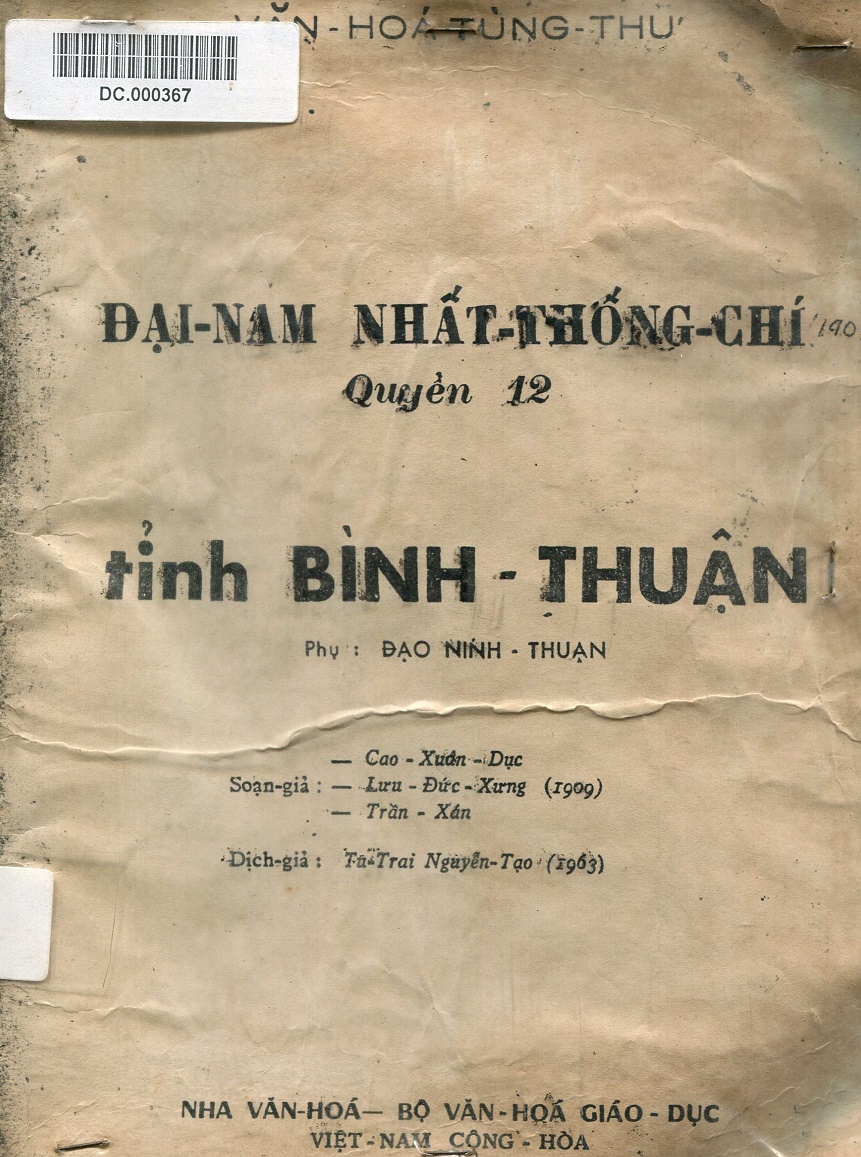 VĂN-HOÁ TÙNG-THƯ
DC.000367
ĐẠI-NAM NHẤT-THỐNG-CHÍ
190
Quyển 12
tỉnh BÌNH - THUẬN
Phụ : ĐẠO NINH - THUẬN
— Cao - Xuân - Dục
Soạn-giả : — Lưu - Đức - Xưng (1909)
— Trần - Xán
Dịch-giả : Tu-Trai Nguyễn-Tạo (1963)
NHA VĂN-HOÁ— BỘ VĂN-HOÁ GIÁO - DỤC
VIỆT - NAM CỘNG - HÒA